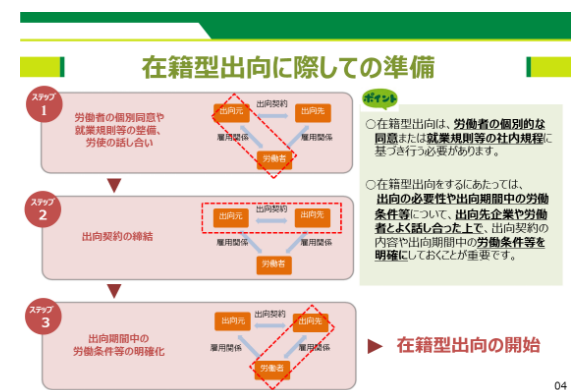 在籍型出向に際しての準備
ステップ
1
労働者の個別同意や
就業規則等の整備、
労使の話し合い
出向元
出向契約
出向先
雇用関係
雇用関係
労働者
ステップ
2
出向契約の締結
出向元
出向契約
出向先
雇用関係
雇用関係
労働者
ステップ
3
出向期間中の
労働条件等の明確化
出向元
出向契約
出向先
雇用関係
雇用関係
労働者
ポイント
○在籍型出向は、労働者の個別的な
同意または就業規則等の社内規程に
基づき行う必要があります。
○在籍型出向をするにあたっては、
出向の必要性や出向期間中の労働
条件等について、出向先企業や労働
者とよく話し合った上で、出向契約の
内容や出向期間中の労働条件等を
明確にしておくことが重要です。
在籍型出向の開始
04